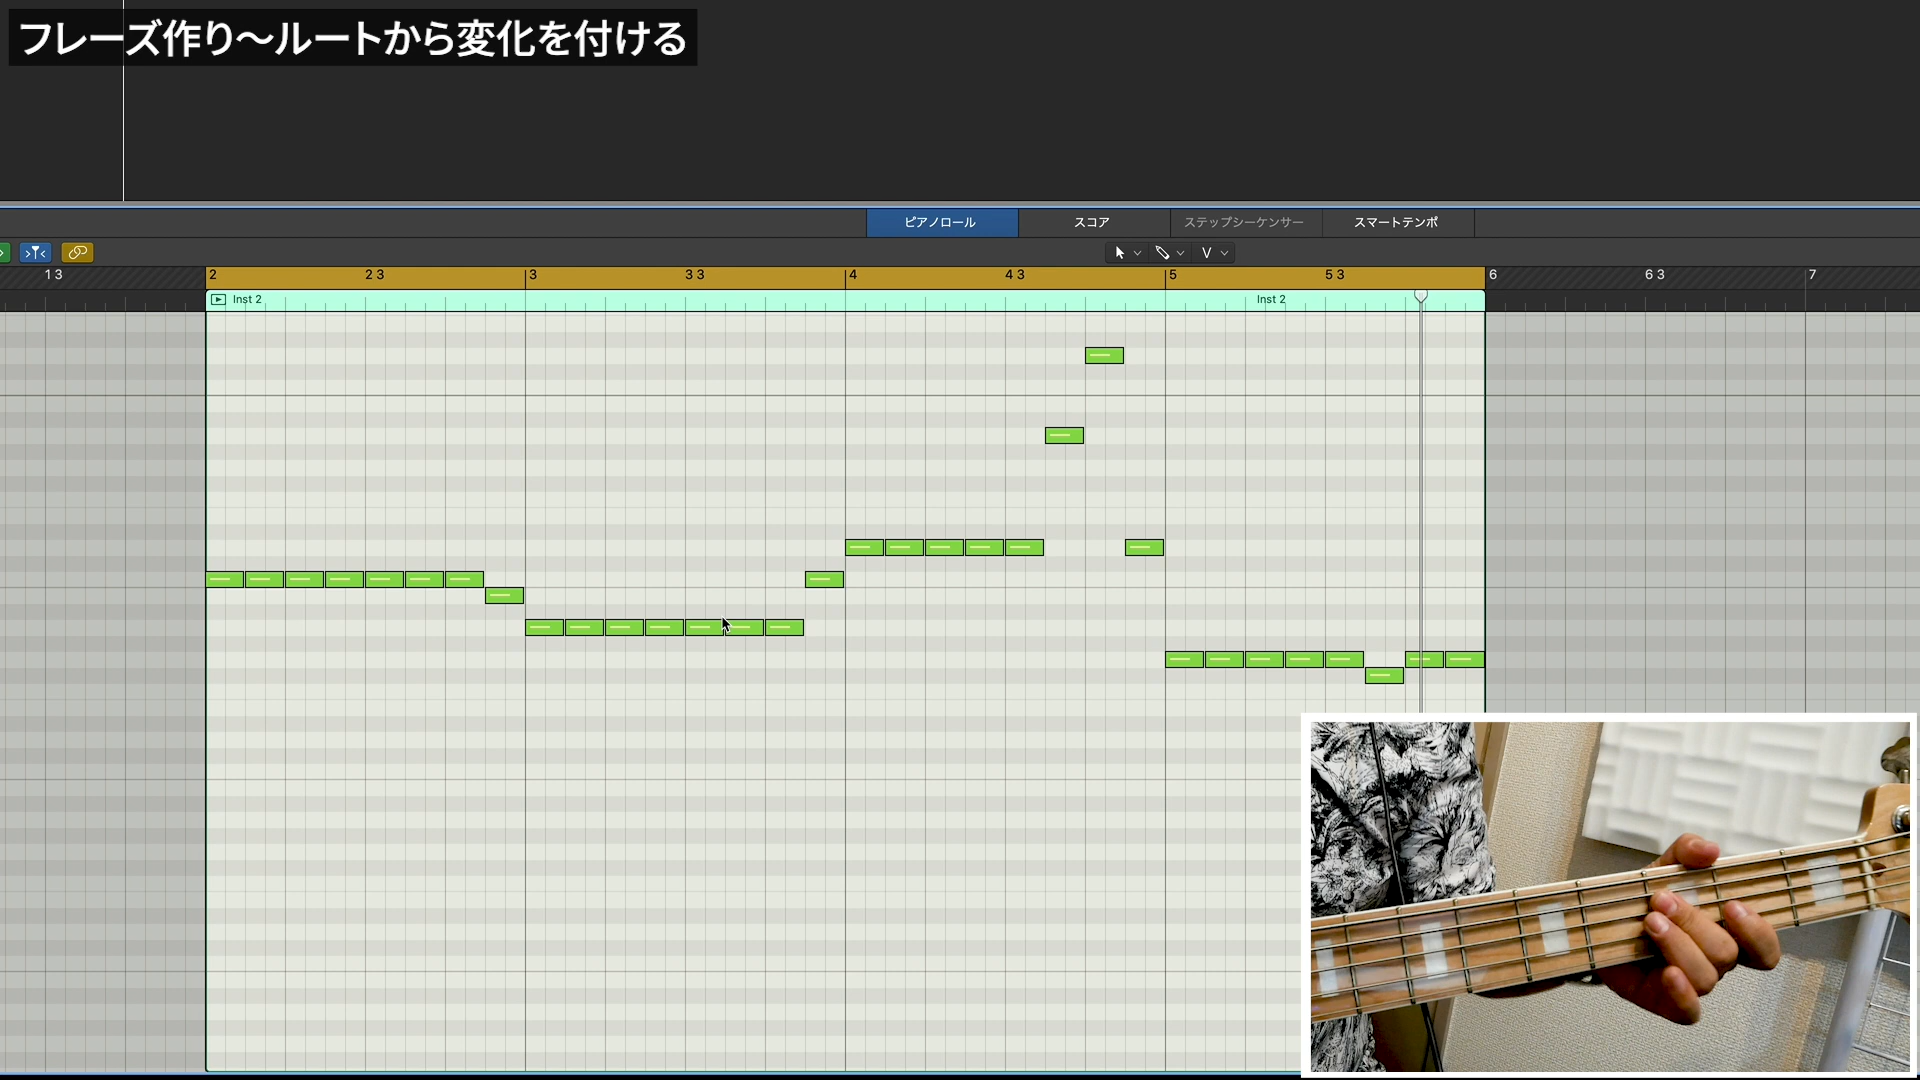 フレーズ作り〜ルートから変化を付ける
ピアノロール スコア ステップシーケンサー スマートテンポ
V
1 3 2 2 3 3 3 3 4 4 3 5 5 3 6 6 3 7
Inst 2 Inst 2